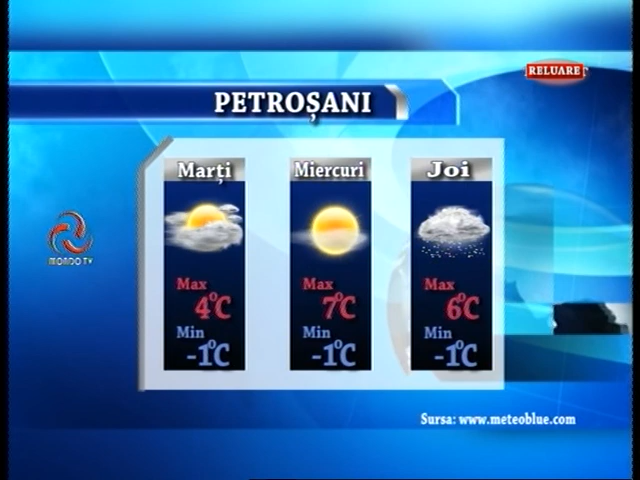 RELUARE
PETROȘANI
Marți
Max
4°C
Min
-1°C
Miercuri
Max
7°C
Min
-1°C
Joi
Max
6°C
Min
-1°C
MONDO TV
Sursa: www.meteoblue.com